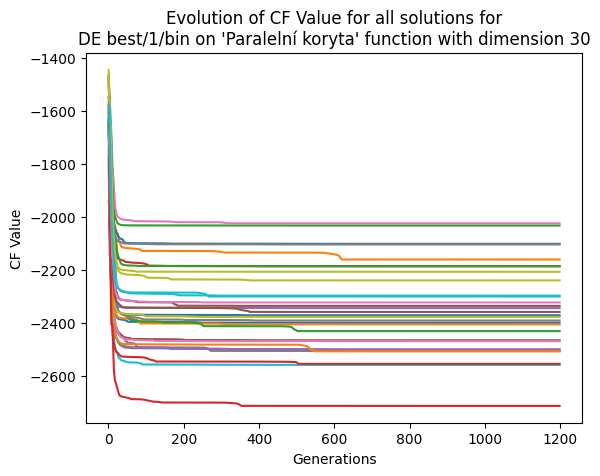 Evolution of CF Value for all solutions for
DE best/1/bin on 'Paralelní koryta' function with dimension 30
CF Value
−1400
−1600
−1800
−2000
−2200
−2400
−2600
0 200 400 600 800 1000 1200
Generations